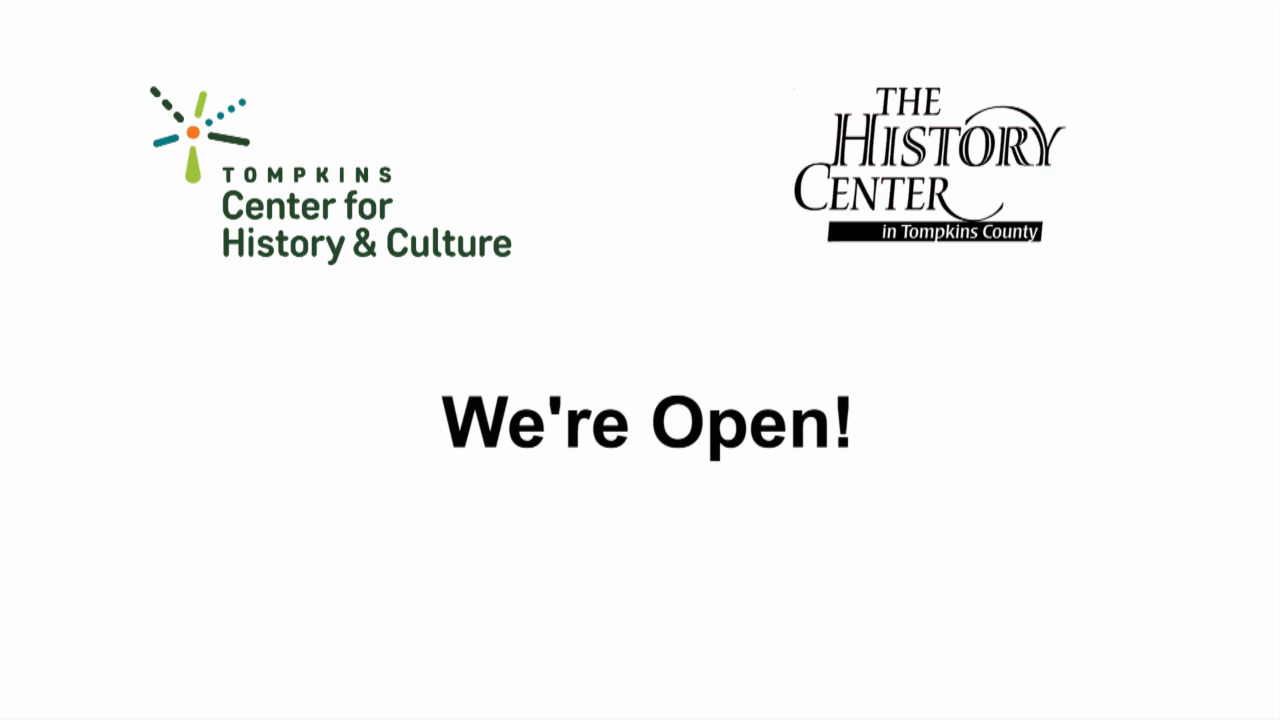 TOMPKINS
Center for
History & Culture
THE
HISTORY
CENTER
in Tompkins County
We're Open!